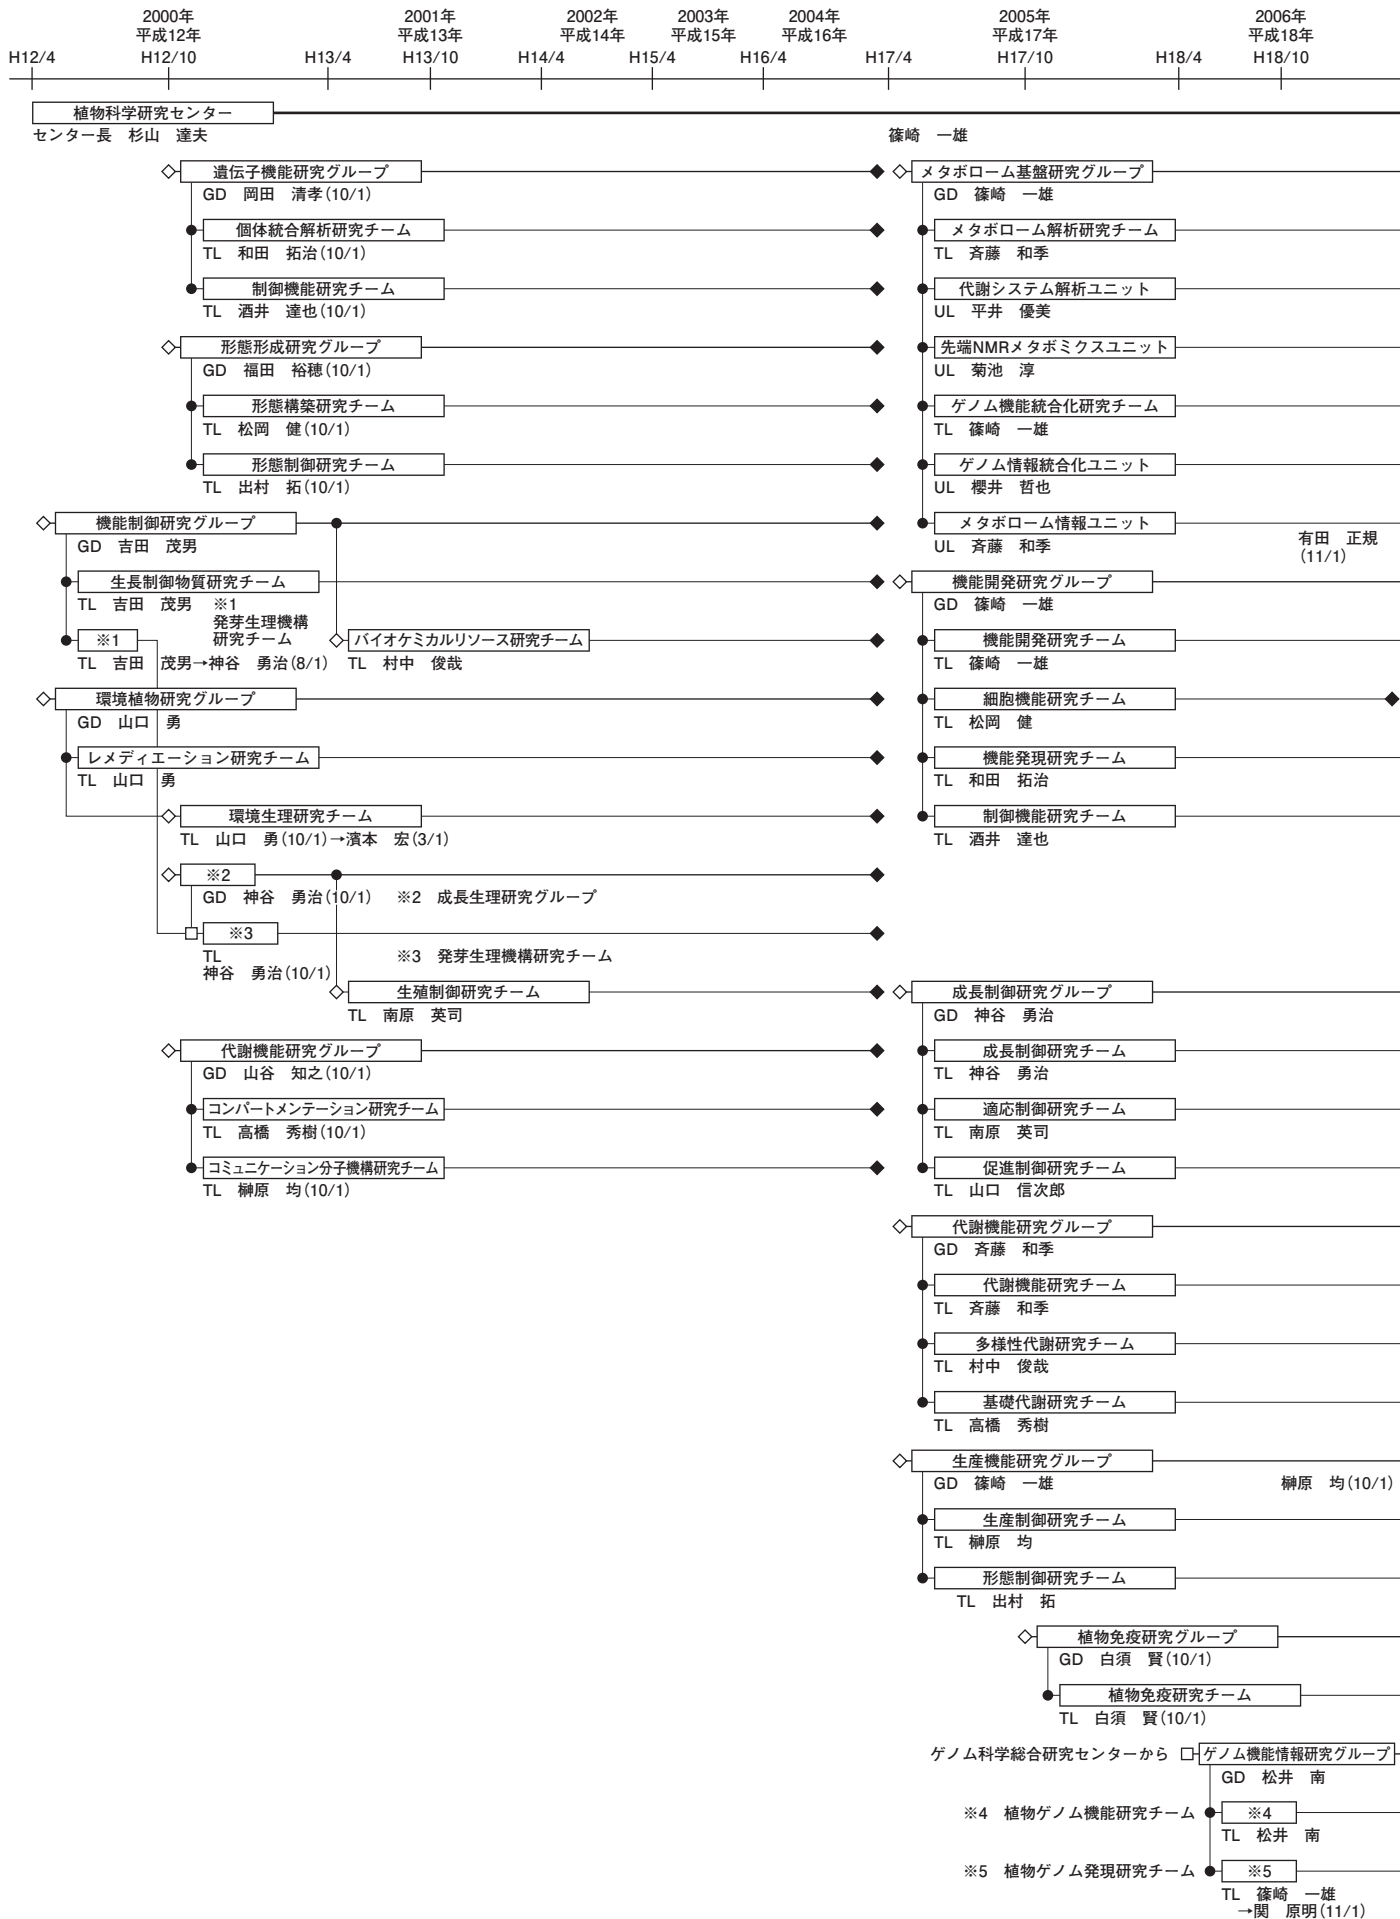 2000年 2001年 2002年 2003年 2004年 2005年 2006年
平成12年 平成13年 平成14年 平成15年 平成16年 平成17年 平成18年
H12/4 H12/10 H13/4 H13/10 H14/4 H15/4 H16/4 H17/4 H17/10 H18/4 H18/10
植物科学研究センター
センター長 杉山 達夫 篠崎 一雄
遺伝子機能研究グループ
GD 岡田 清孝(10/1)
個体統合解析研究チーム
TL 和田 拓治(10/1)
制御機能研究チーム
TL 酒井 達也(10/1)
形態形成研究グループ
GD 福田 裕穂(10/1)
形態構築研究チーム
TL 松岡 健(10/1)
形態制御研究チーム
TL 出村 拓(10/1)
機能制御研究グループ
GD 吉田 茂男
生長制御物質研究チーム
TL 吉田 茂男 ※1
発芽生理機構
研究チーム
※1
TL 吉田 茂男→神谷 勇治(8/1)
バイオケミカルリソース研究チーム
TL 村中 俊哉
環境植物研究グループ
GD 山口 勇
レメディエーション研究チーム
TL 山口 勇
環境生理研究チーム
TL 山口 勇(10/1)→濱本 宏(3/1)
※2
GD 神谷 勇治(10/1) ※2 成長生理研究グループ
※3
TL ※3 発芽生理機構研究チーム
神谷 勇治(10/1)
生殖制御研究チーム
TL 南原 英司
代謝機能研究グループ
GD 山谷 知之(10/1)
コンパートメンテーション研究チーム
TL 高橋 秀樹(10/1)
コミュニケーション分子機構研究チーム
TL 榊原 均(10/1)
メタボローム基盤研究グループ
GD 篠崎 一雄
メタボローム解析研究チーム
TL 斉藤 和季
代謝システム解析ユニット
UL 平井 優美
先端NMRメタボミクスユニット
UL 菊池 淳
ゲノム機能統合化研究チーム
TL 篠崎 一雄
ゲノム情報統合化ユニット
UL 櫻井 哲也
メタボローム情報ユニット
UL 斉藤 和季 有田 正規
(11/1)
機能開発研究グループ
GD 篠崎 一雄
機能開発研究チーム
TL 篠崎 一雄
細胞機能研究チーム
TL 松岡 健
機能発現研究チーム
TL 和田 拓治
制御機能研究チーム
TL 酒井 達也
成長制御研究グループ
GD 神谷 勇治
成長制御研究チーム
TL 神谷 勇治
適応制御研究チーム
TL 南原 英司
促進制御研究チーム
TL 山口 信次郎
代謝機能研究グループ
GD 斉藤 和季
代謝機能研究チーム
TL 斉藤 和季
多様性代謝研究チーム
TL 村中 俊哉
基礎代謝研究チーム
TL 高橋 秀樹
生産機能研究グループ
GD 篠崎 一雄 榊原 均(10/1)
生産制御研究チーム
TL 榊原 均
形態制御研究チーム
TL 出村 拓
植物免疫研究グループ
GD 白須 賢(10/1)
植物免疫研究チーム
TL 白須 賢(10/1)
ゲノム科学総合研究センターから ゲノム機能情報研究グループ
GD 松井 南
※4 植物ゲノム機能研究チーム ※4
TL 松井 南
※5 植物ゲノム発現研究チーム ※5
TL 篠崎 一雄
→関 原明(11/1)